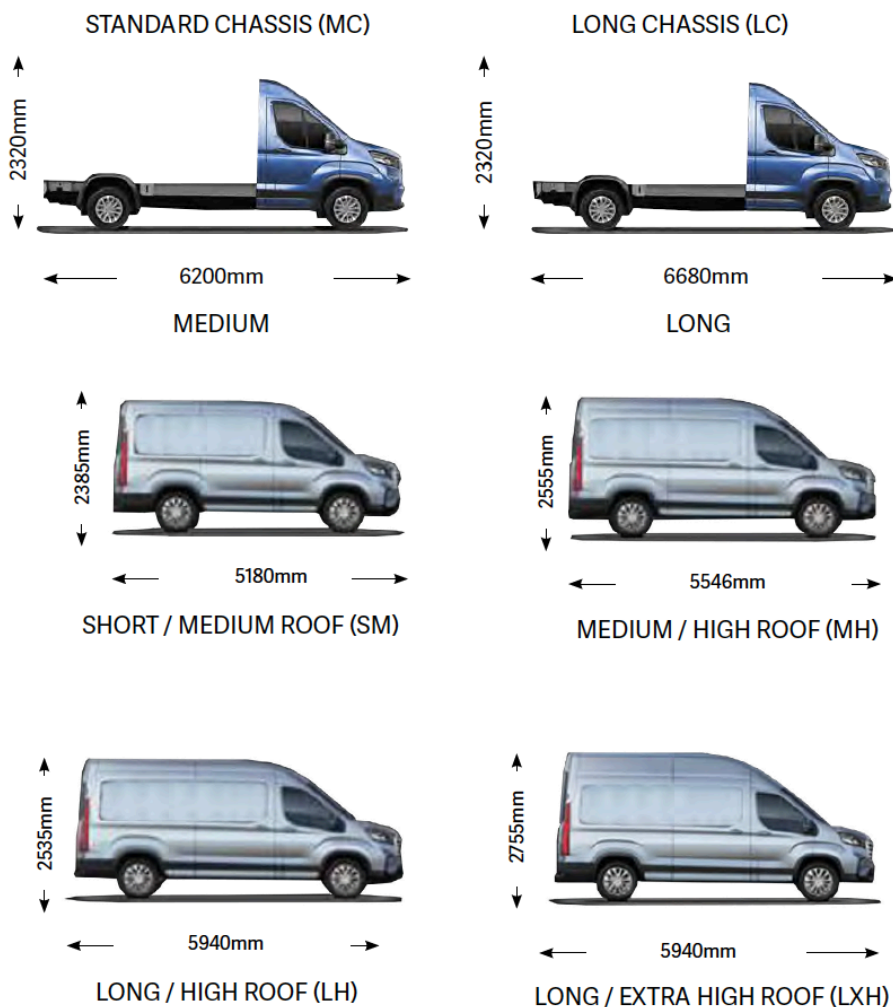 STANDARD CHASSIS (MC)
LONG CHASSIS (LC)
2320mm
2320mm
6200mm
6680mm
MEDIUM
LONG
2385mm
2555mm
5180mm
5546mm
SHORT / MEDIUM ROOF (SM)
MEDIUM / HIGH ROOF (MH)
2535mm
2755mm
5940mm
5940mm
LONG / HIGH ROOF (LH)
LONG / EXTRA HIGH ROOF (LXH)